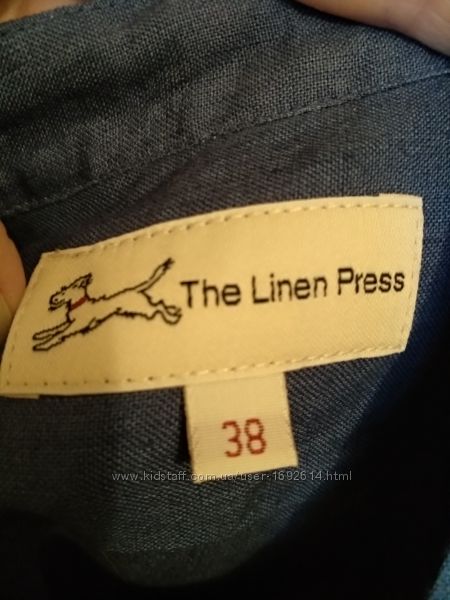 The Linen Press
38
www.kidstaff.com.ua/user-1692614.html